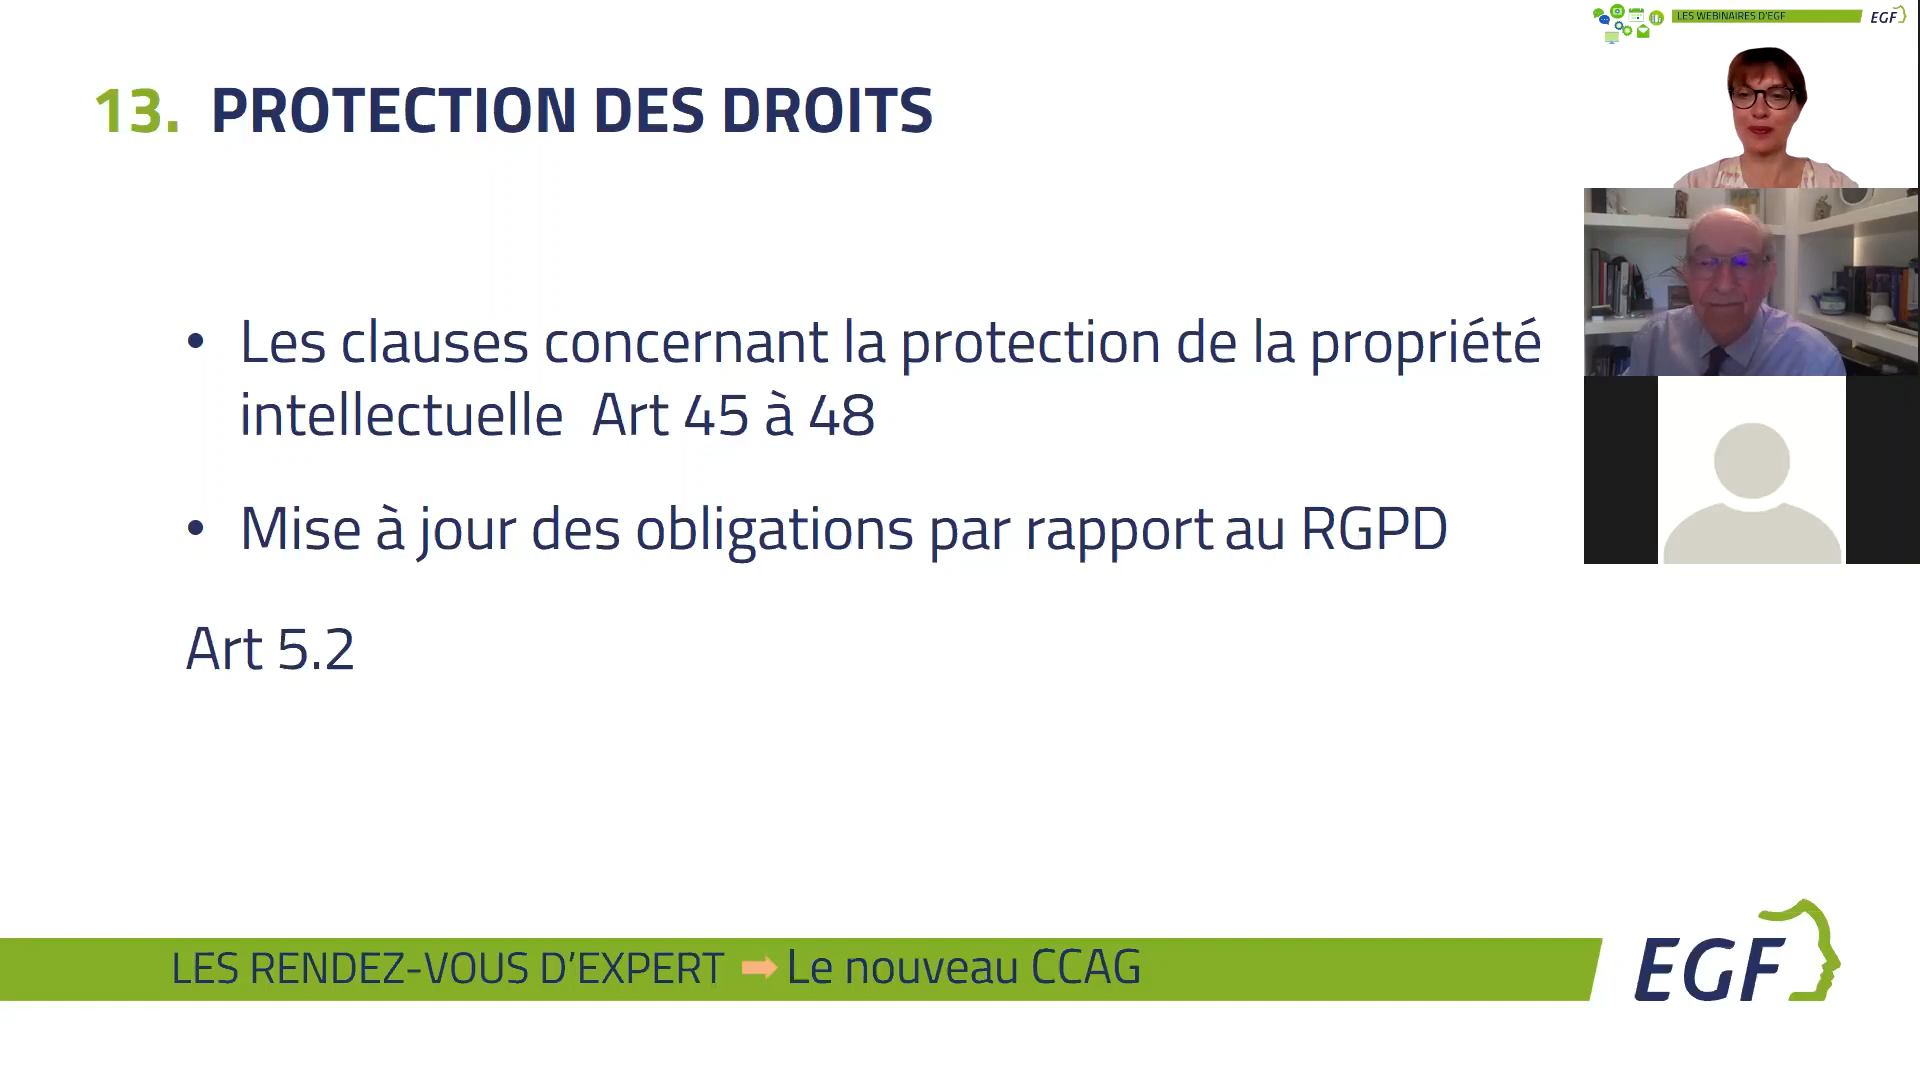 LES WEBINAIRES D'EGF
EGF
13. PROTECTION DES DROITS
• Les clauses concernant la protection de la propriété
intellectuelle Art 45 à 48
• Mise à jour des obligations par rapport au RGPD
Art 5.2
LES RENDEZ-VOUS D’EXPERT ➡ Le nouveau CCAG
EGF